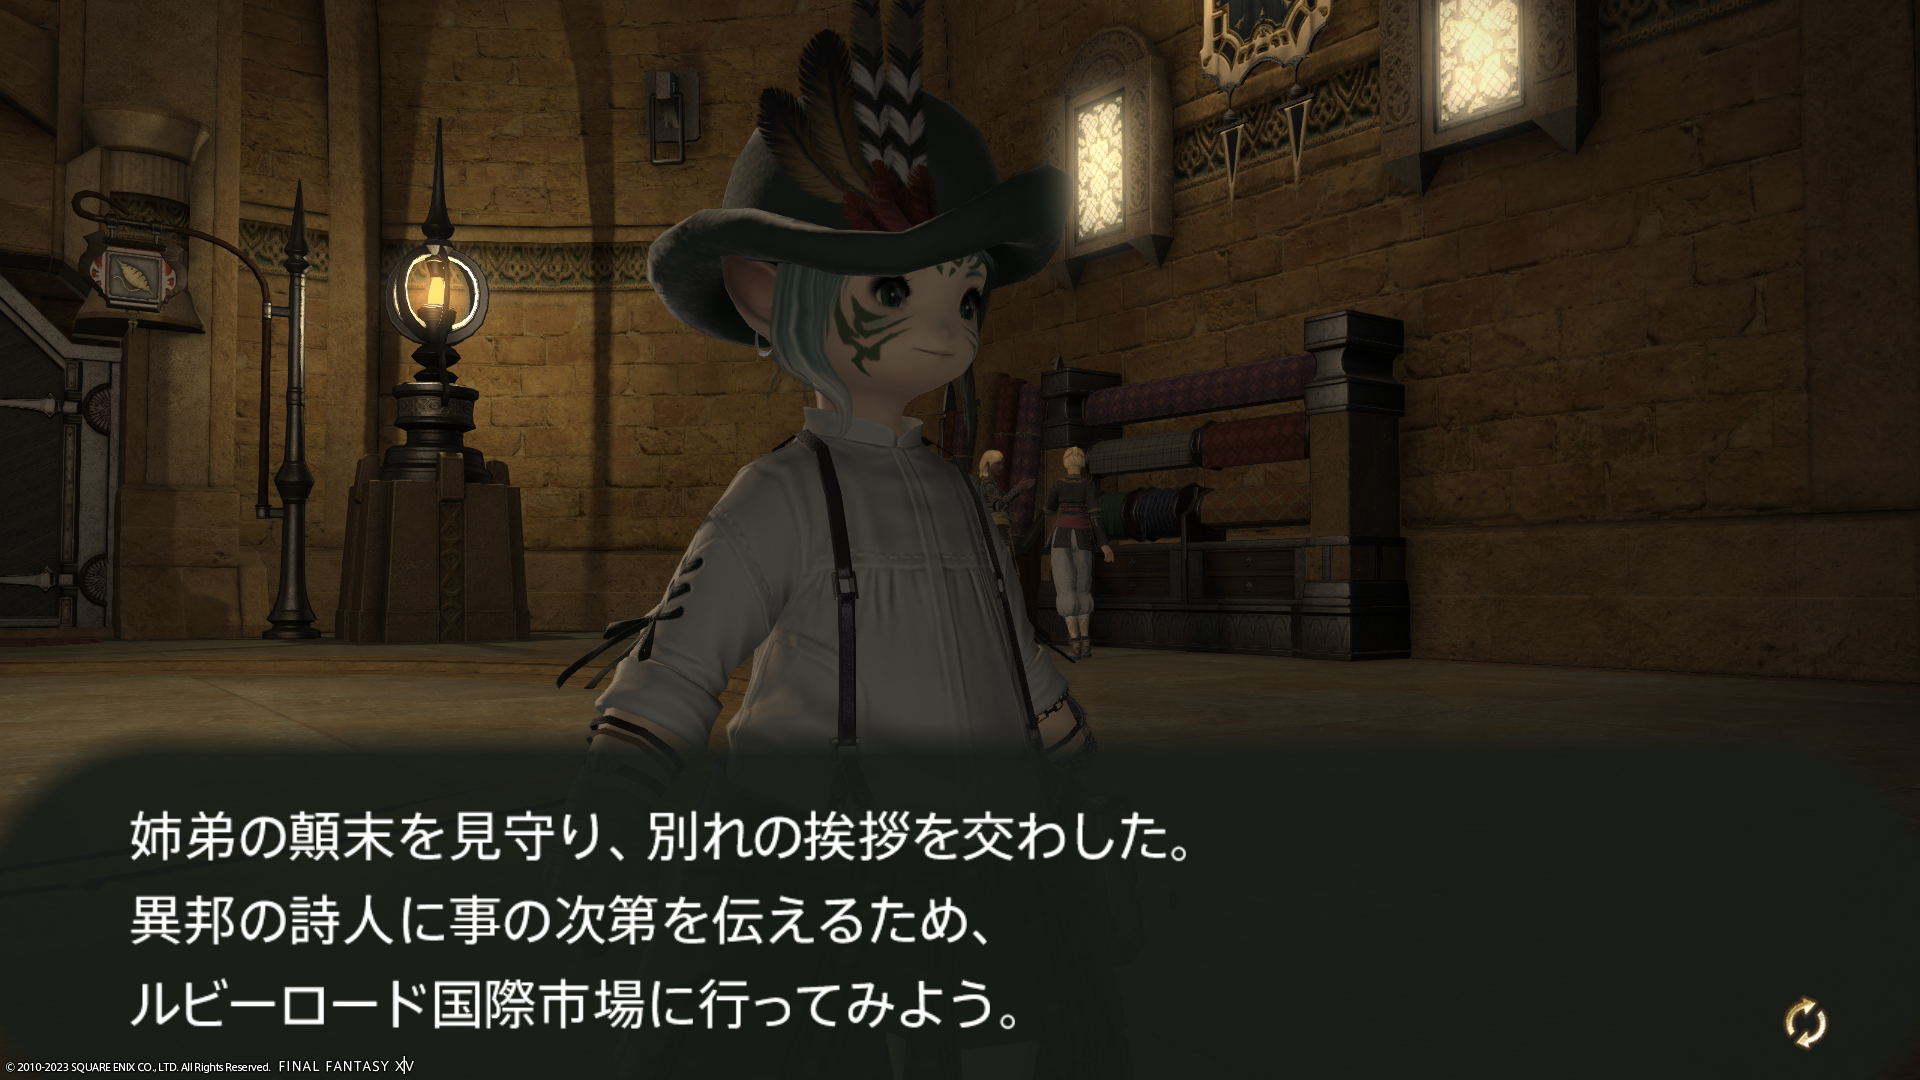 姉弟の顛末を見守り、別れの挨拶を交わした。
異邦の詩人に事の次第を伝えるため、
ルビーロード国際市場に行ってみよう。
© 2010-2023 SQUARE ENIX CO., LTD. All Rights Reserved. FINAL FANTASY XIV